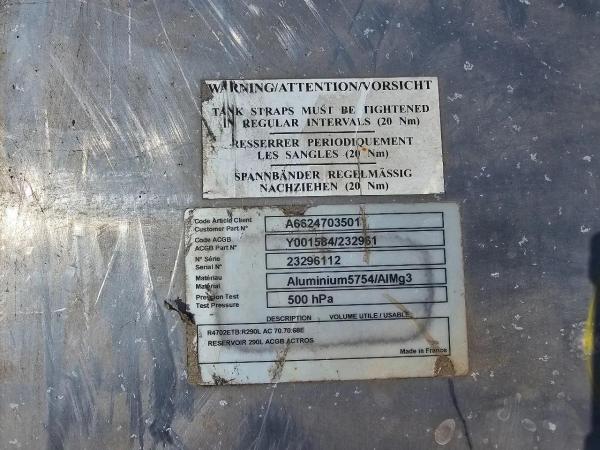 WARNING/ATTENTION/VORSICHT
TANK STRAPS MUST BE TIGHTENED
IN REGULAR INTERVALS (20 Nm)
RESSERRER PERIODIQUEMENT
LES SANGLES (20 Nm)
SPANNBÄNDER REGELMÄSSIG
NACHZIEHEN (20 Nm)
Code Article Client A6624703501
Customer Part N°
Code ACGB Y001584/232961
ACGB Part N°
N° Série 23296112
Serial N°
Matériau Aluminium5754/AlMg3
Material
Pression Test 500 hPa
Test Pressure
DESCRIPTION VOLUME UTILE / USABLE
R4702ETB:R290L AC 70.70:68E
RESERVOIR 290L ACGB ACTROS
Made in France